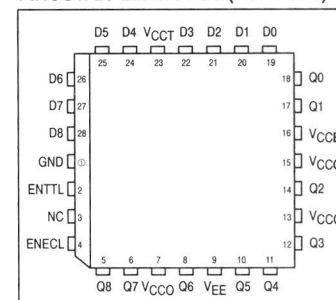 D5 D4 VCCT D3 D2 D1 D0
25 24 23 22 21 20 19
D6 26 18 Q0
D7 27 17 Q1
D8 28 16 VCCE
GND 1 15 VCCO
ENTTL 2 14 Q2
NC 3 13 VCCO
ENECL 4 12 Q3
5 6 7 8 9 10 11
Q8 Q7 VCCO Q6 VEE Q5 Q4